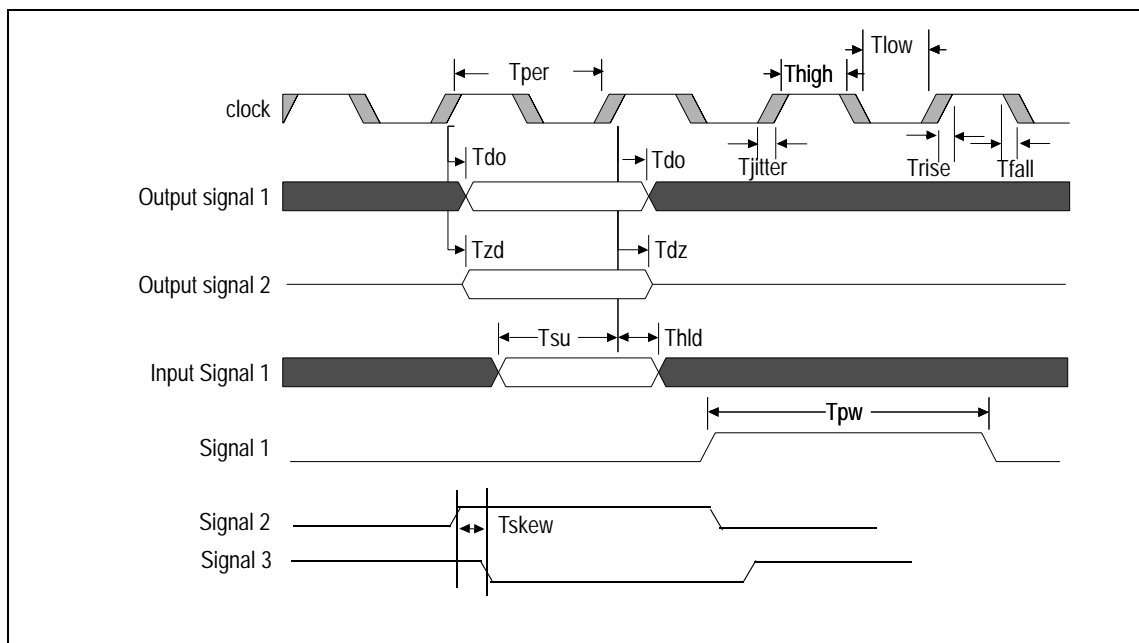 Tlow
Tper
Thigh
clock
Tdo
Tdo
Tjitter
Trise
Tfall
Output signal 1
Tzd
Tdz
Output signal 2
Tsu
Thld
Input Signal 1
Tpw
Signal 1
Signal 2
Tskew
Signal 3